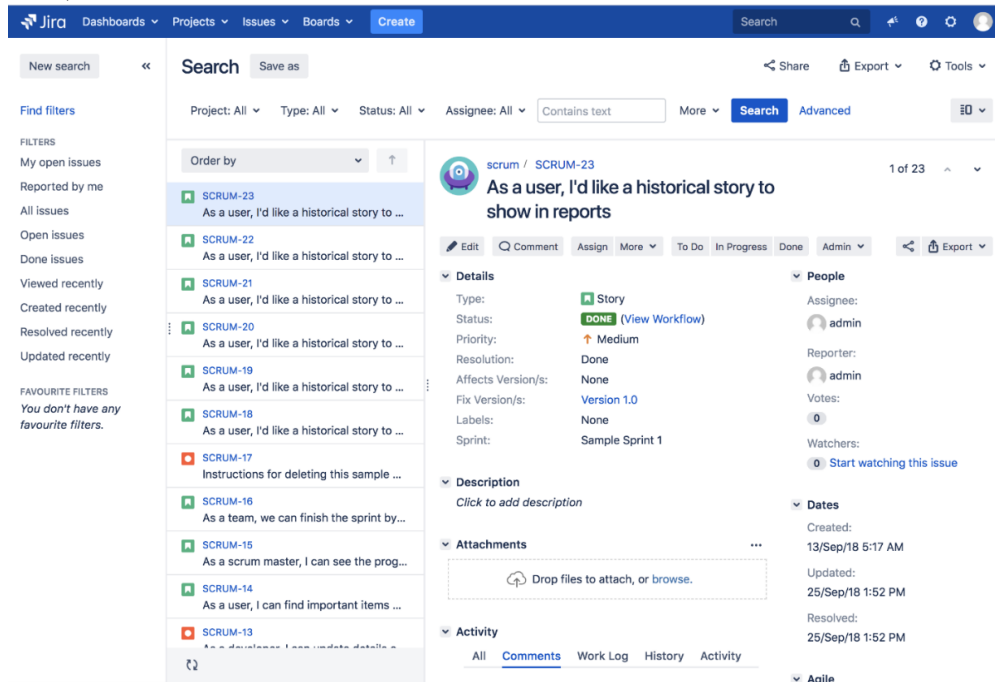 Jira Dashboards Projects Issues Boards Create Search
New search «
Search Save as Share Export Tools
Find filters
Project: All Type: All Status: All Assignee: All Contains text More Search Advanced
FILTERS
My open issues
Reported by me
All issues
Open issues
Done issues
Viewed recently
Created recently
Resolved recently
Updated recently
FAVOURITE FILTERS
You don't have any
favourite filters.
Order by
SCRUM-23
As a user, I'd like a historical story to ...
SCRUM-22
As a user, I'd like a historical story to ...
SCRUM-21
As a user, I'd like a historical story to ...
SCRUM-20
As a user, I'd like a historical story to ...
SCRUM-19
As a user, I'd like a historical story to ...
SCRUM-18
As a user, I'd like a historical story to ...
SCRUM-17
Instructions for deleting this sample ...
SCRUM-16
As a team, we can finish the sprint by...
SCRUM-15
As a scrum master, I can see the prog...
SCRUM-14
As a user, I can find important items ...
SCRUM-13
As a developer, I can update details
scrum / SCRUM-23
1 of 23
As a user, I'd like a historical story to
show in reports
Edit Comment Assign More To Do In Progress Done Admin Export
Details
Type: Story
Status: DONE (View Workflow)
Priority: Medium
Resolution: Done
Affects Version/s: None
Fix Version/s: Version 1.0
Labels: None
Sprint: Sample Sprint 1
Description
Click to add description
Attachments ...
Drop files to attach, or browse.
Activity
All Comments Work Log History Activity
People
Assignee:
admin
Reporter:
admin
Votes:
0
Watchers:
0 Start watching this issue
Dates
Created:
13/Sep/18 5:17 AM
Updated:
25/Sep/18 1:52 PM
Resolved:
25/Sep/18 1:52 PM
Agile